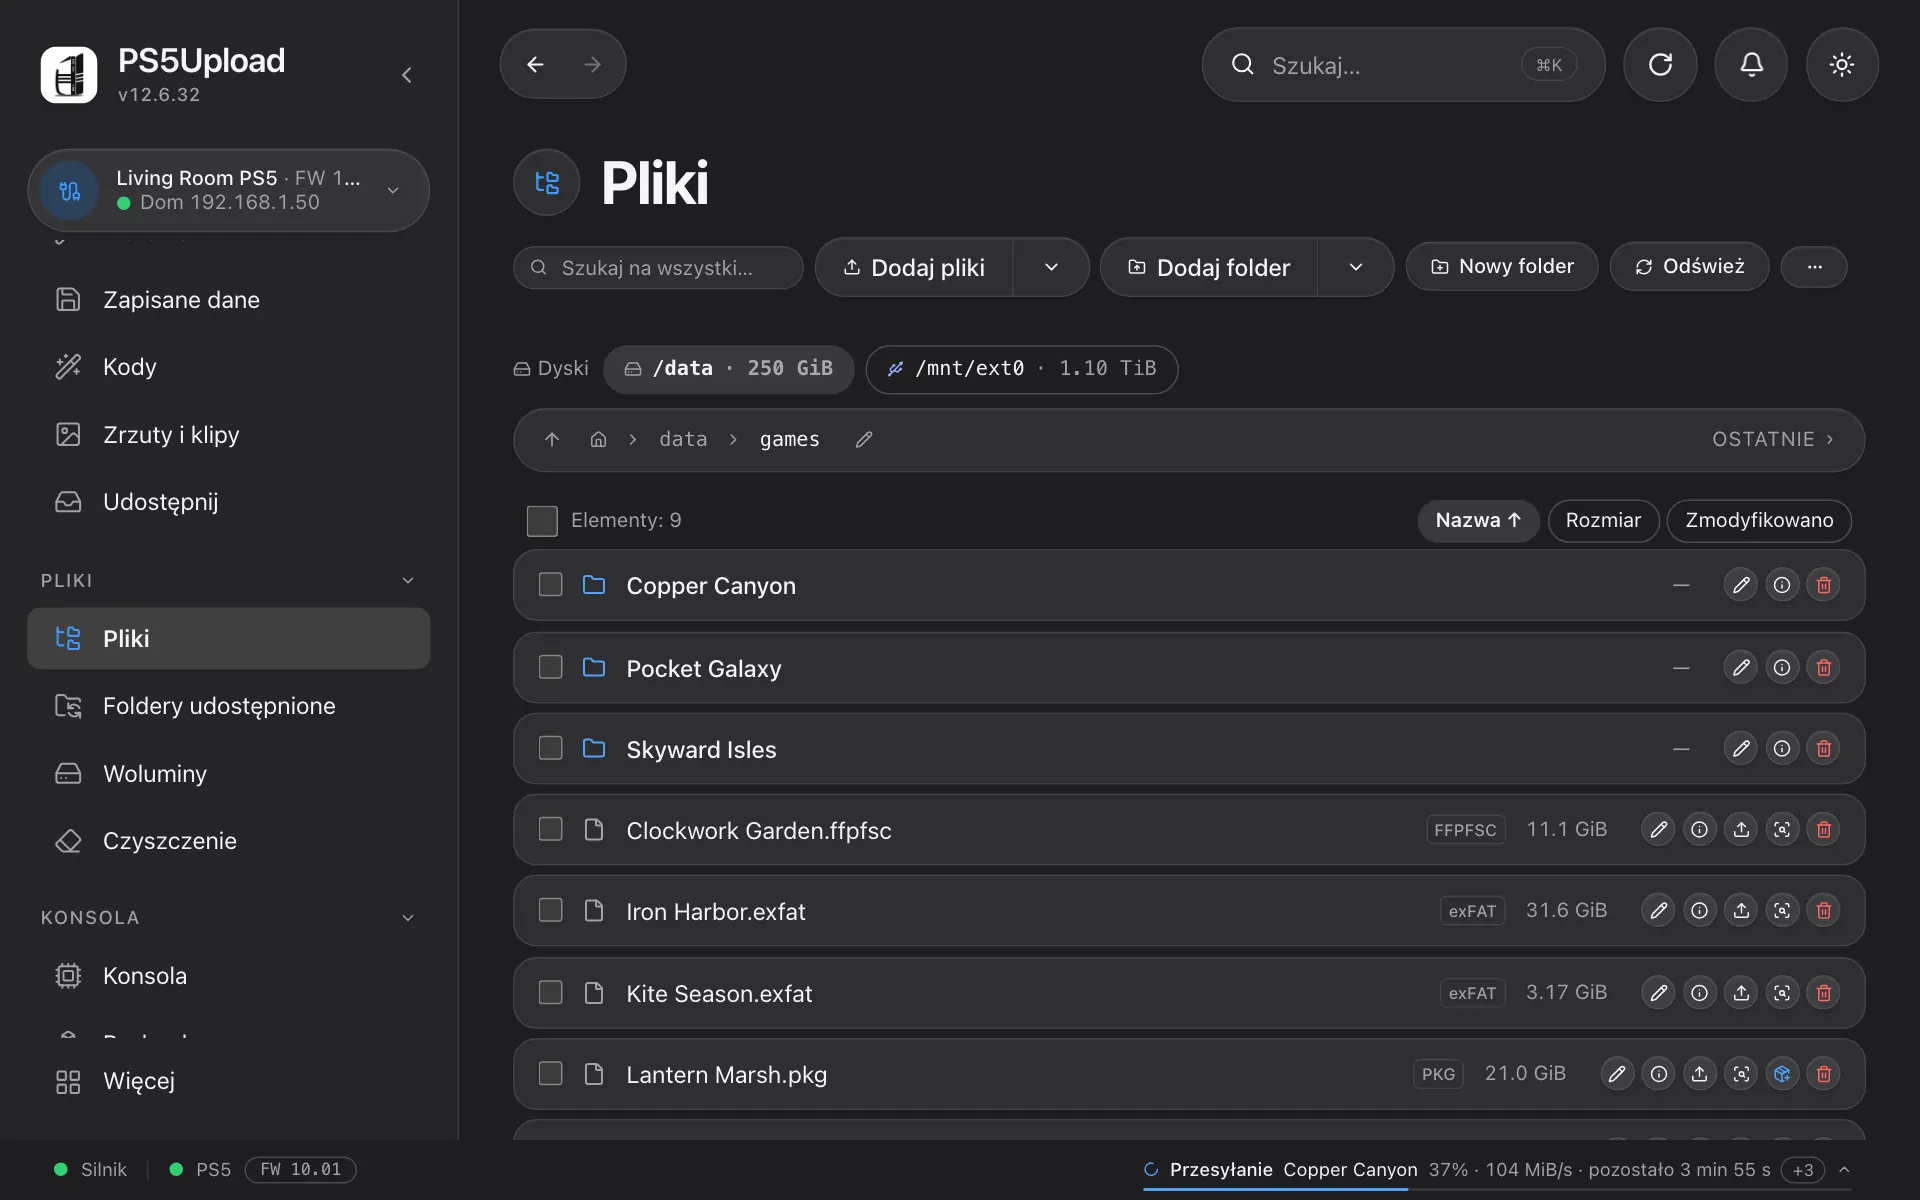 PS5Upload
v12.6.32
Living Room PS5 · FW 1...
Dom 192.168.1.50
Zapisane dane
Kody
Zrzuty i klipy
Udostępnij
PLIKI
Pliki
Foldery udostępnione
Woluminy
Czyszczenie
KONSOLA
Konsola
Więcej
Szukaj...
⌘K
Pliki
Szukaj na wszystki...
Dodaj pliki
Dodaj folder
Nowy folder
Odśwież
Dyski
/data · 250 GiB
/mnt/ext0 · 1.10 TiB
data
games
OSTATNIE
Elementy: 9
Nazwa ↑
Rozmiar
Zmodyfikowano
Copper Canyon —
Pocket Galaxy —
Skyward Isles —
Clockwork Garden.ffpfsc FFPFSC 11.1 GiB
Iron Harbor.exfat exFAT 31.6 GiB
Kite Season.exfat exFAT 3.17 GiB
Lantern Marsh.pkg PKG 21.0 GiB
Silnik
PS5
FW 10.01
Przesyłanie Copper Canyon 37% · 104 MiB/s · pozostało 3 min 55 s +3